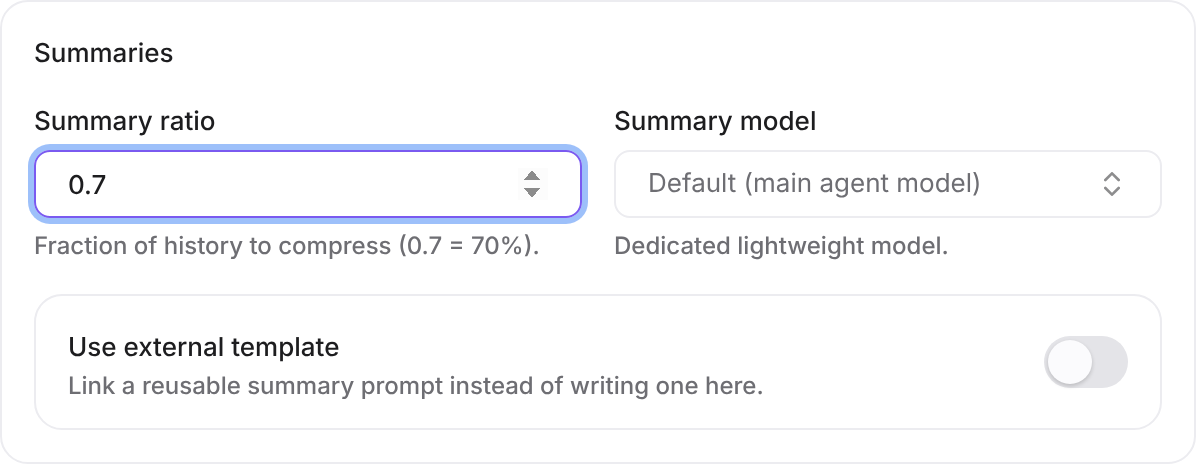 Summaries
Summary ratio
Summary model
0.7
Default (main agent model)
Fraction of history to compress (0.7 = 70%).
Dedicated lightweight model.
Use external template
Link a reusable summary prompt instead of writing one here.